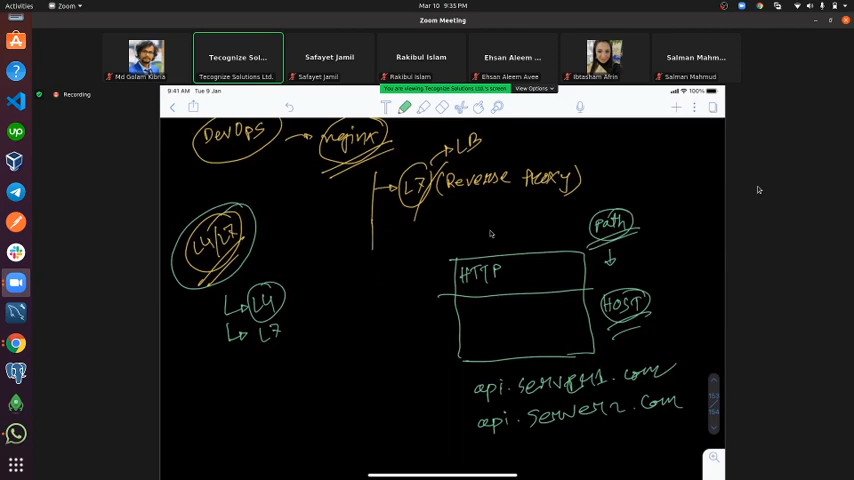 Activities
Zoom
Mar 10 9:35 PM
Zoom Meeting
Tecognize Sol...
Safayet Jamil
Rakibul Islam
Ehsan Aleem ...
Salman Mahm...
Md Golam Kibria
Tecognize Solutions Ltd.
Safayet Jamil
Rakibul Islam
Ehsan Aleem Avee
Ibtasham Afrin
Salman Mahmud
Recording
You are viewing Tecognize Solutions Ltd.'s screen
View Options
9:41 AM Tue 9 Jan
100%
DevOps
nginx
LB
L7 (Reverse Proxy)
L4/L7
path
HTTP
HOST
L4
L7
api.server1.com
api.server2.com
153
154